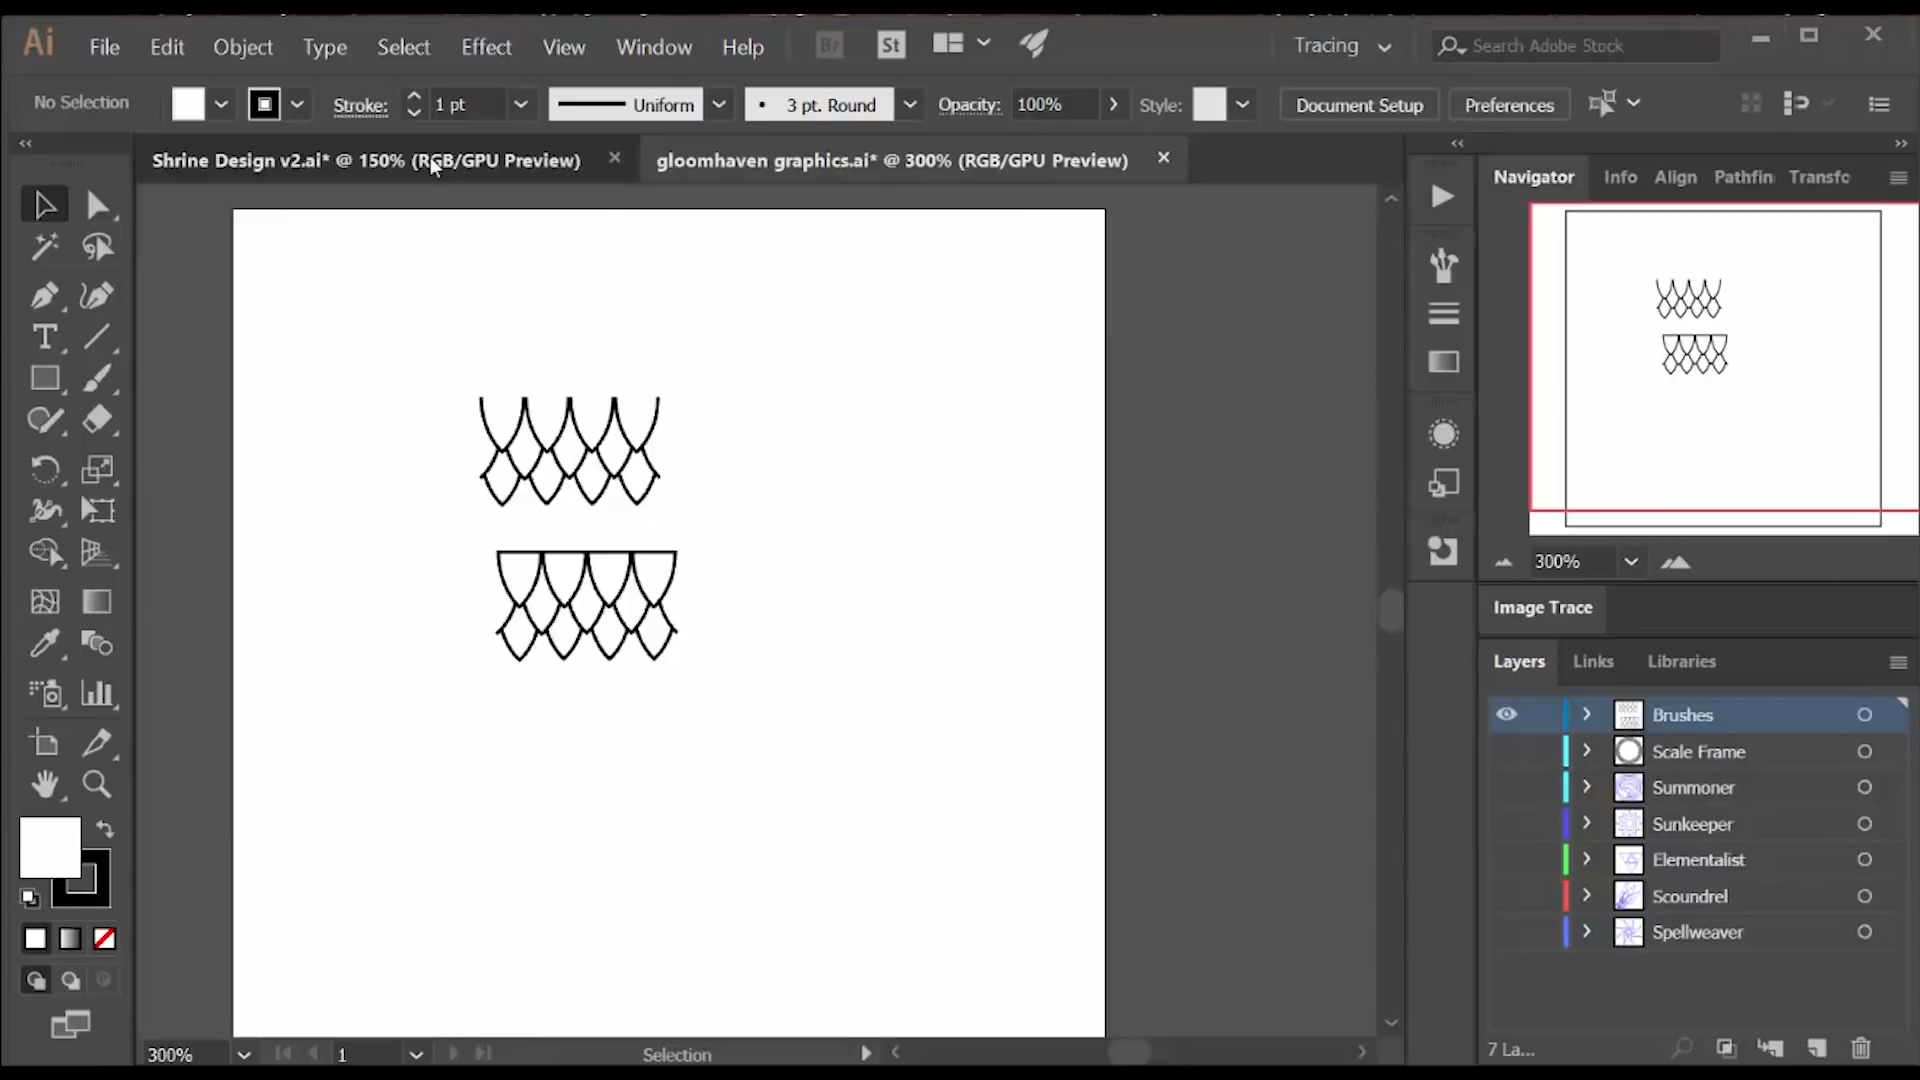 Ai File Edit Object Type Select Effect View Window Help Br St Tracing Search Adobe Stock
No Selection Stroke: 1 pt Uniform 3 pt. Round Opacity: 100% Style: Document Setup Preferences
Shrine Design v2.ai* @ 150% (RGB/GPU Preview) gloomhaven graphics.ai* @ 300% (RGB/GPU Preview)
Navigator Info Align Pathfin Transfo
300%
Image Trace
Layers Links Libraries
Brushes
Scale Frame
Summoner
Sunkeeper
Elementalist
Scoundrel
Spellweaver
7 La...
300% 1 Selection